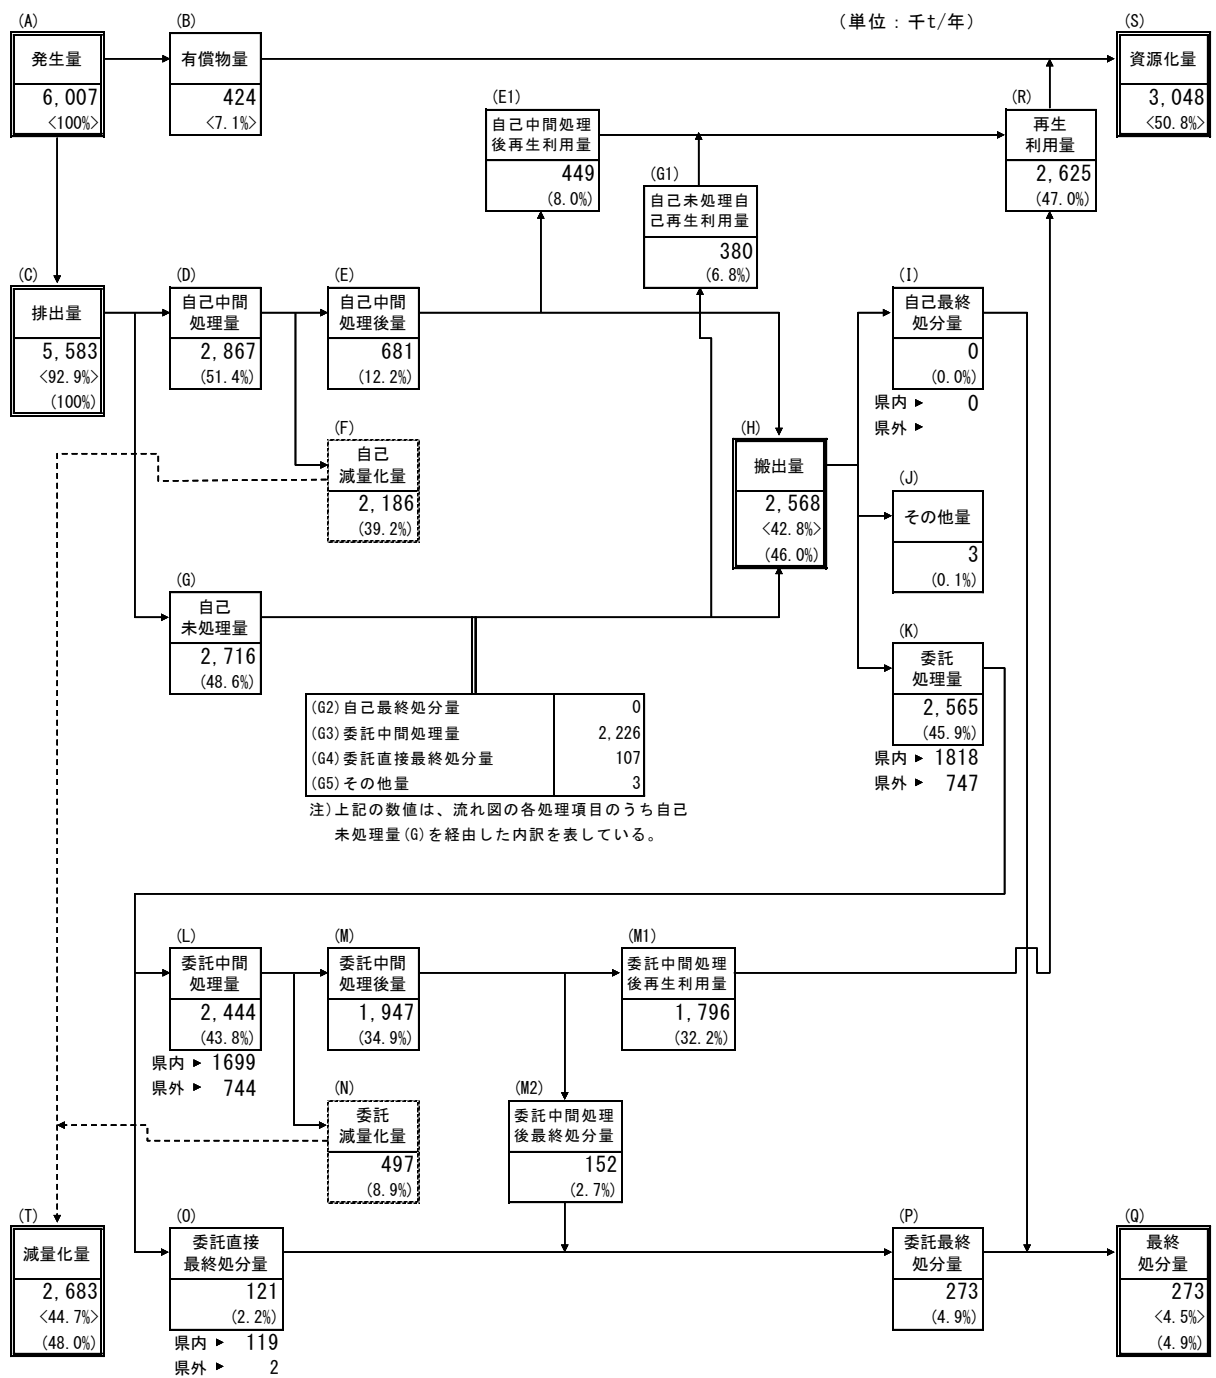 (単位：千t/年)
(A)
発生量
6,007
<100%>
(B)
有償物量
424
<7.1%>
(S)
資源化量
3,048
<50.8%>
(E1)
自己中間処理
後再生利用量
449
(8.0%)
(G1)
自己未処理自
己再生利用量
380
(6.8%)
(R)
再生
利用量
2,625
(47.0%)
(C)
排出量
5,583
<92.9%>
(100%)
(D)
自己中間
処理量
2,867
(51.4%)
(E)
自己中間
処理後量
681
(12.2%)
(F)
自己
減量化量
2,186
(39.2%)
(G)
自己
未処理量
2,716
(48.6%)
(H)
搬出量
2,568
<42.8%>
(46.0%)
(I)
自己最終
処分量
0
(0.0%)
県内 ► 0
県外 ►
(J)
その他量
3
(0.1%)
(K)
委託
処理量
2,565
(45.9%)
県内 ► 1818
県外 ► 747
(G2)自己最終処分量 0
(G3)委託中間処理量 2,226
(G4)委託直接最終処分量 107
(G5)その他量 3
注)上記の数値は、流れ図の各処理項目のうち自己
未処理量(G)を経由した内訳を表している。
(L)
委託中間
処理量
2,444
(43.8%)
県内 ► 1699
県外 ► 744
(M)
委託中間
処理後量
1,947
(34.9%)
(M1)
委託中間処理
後再生利用量
1,796
(32.2%)
(N)
委託
減量化量
497
(8.9%)
(M2)
委託中間処理
後最終処分量
152
(2.7%)
(T)
減量化量
2,683
<44.7%>
(48.0%)
(O)
委託直接
最終処分量
121
(2.2%)
県内 ► 119
県外 ► 2
(P)
委託最終
処分量
273
(4.9%)
(Q)
最終
処分量
273
<4.5%>
(4.9%)